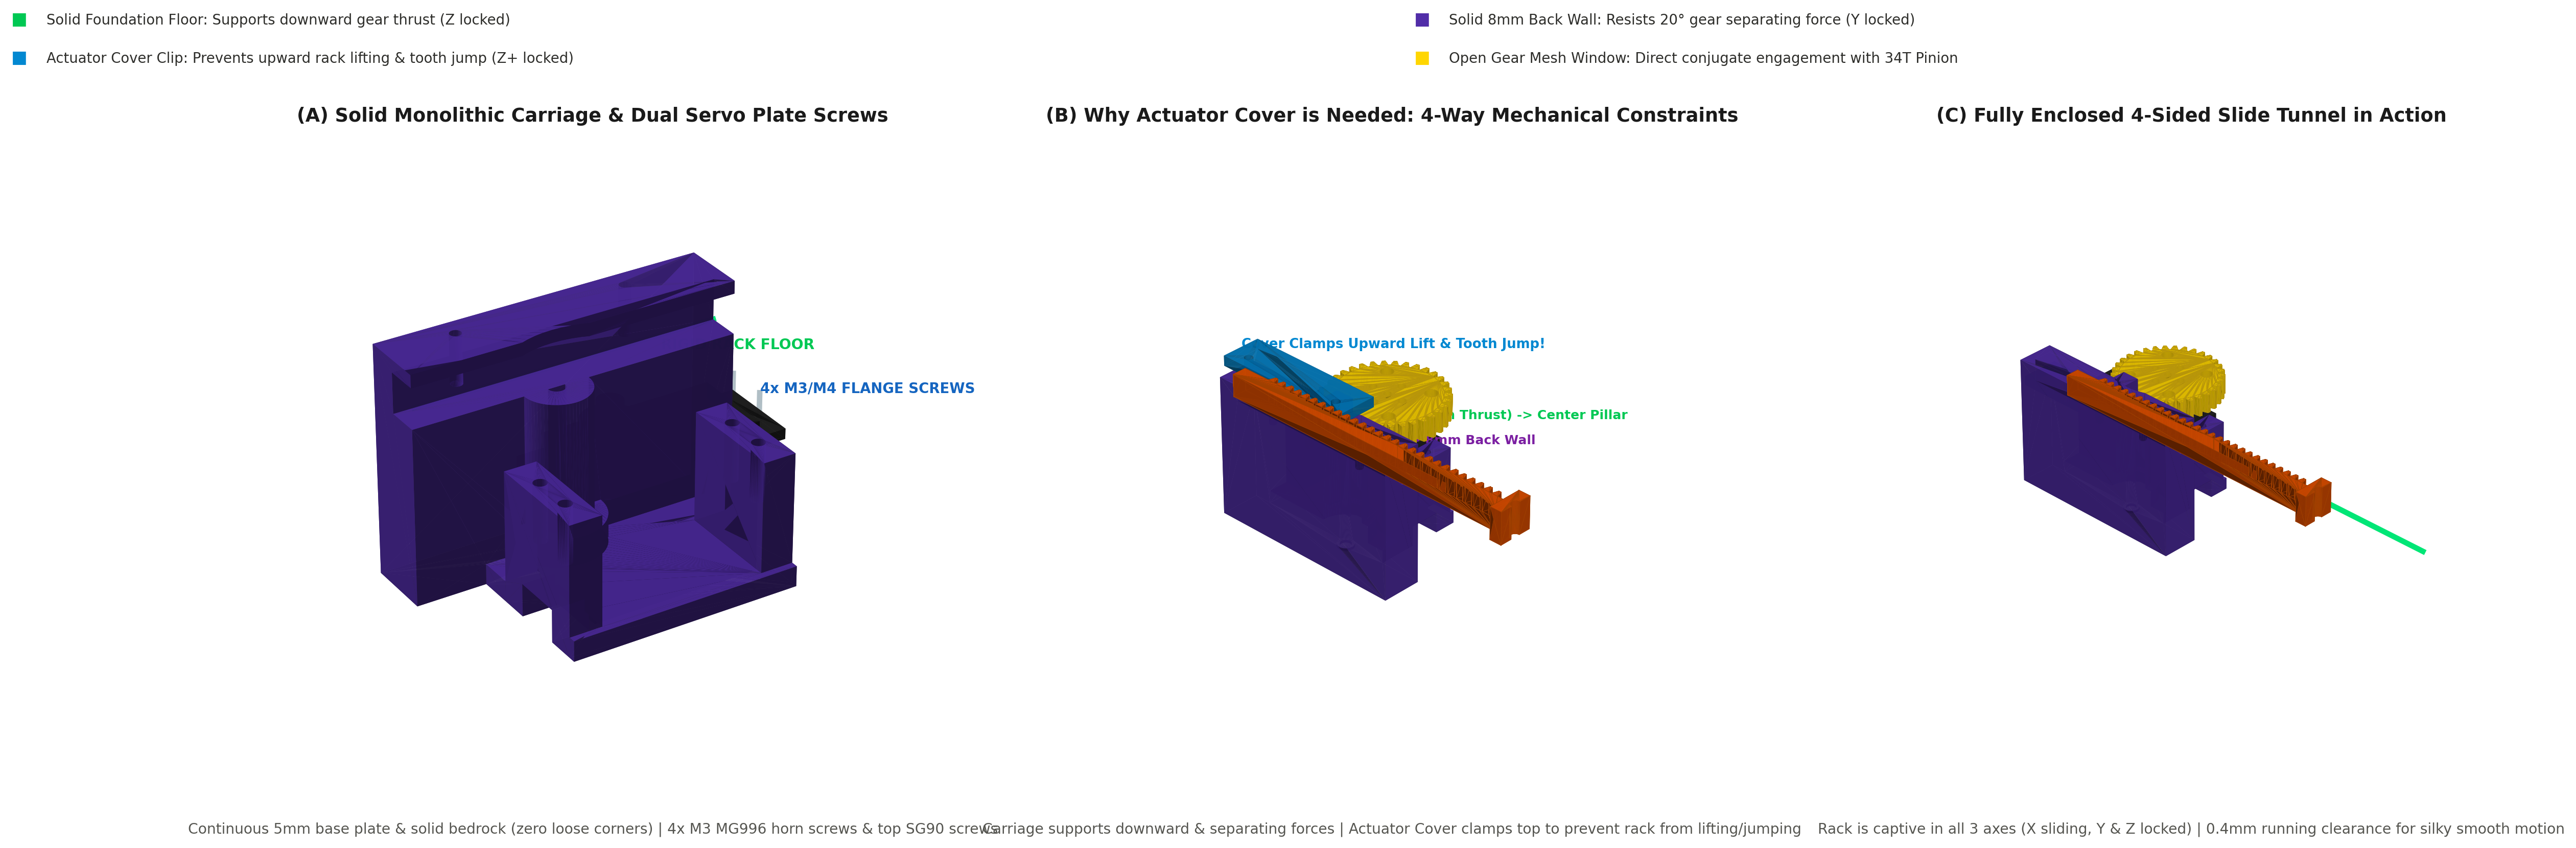 Solid Foundation Floor: Supports downward gear thrust (Z locked)
Solid 8mm Back Wall: Resists 20° gear separating force (Y locked)
Actuator Cover Clip: Prevents upward rack lifting & tooth jump (Z+ locked)
Open Gear Mesh Window: Direct conjugate engagement with 34T Pinion
(A) Solid Monolithic Carriage & Dual Servo Plate Screws
(B) Why Actuator Cover is Needed: 4-Way Mechanical Constraints
(C) Fully Enclosed 4-Sided Slide Tunnel in Action
CK FLOOR
4x M3/M4 FLANGE SCREWS
Cover Clamps Upward Lift & Tooth Jump!
Thrust) -> Center Pillar
mm Back Wall
Continuous 5mm base plate & solid bedrock (zero loose corners) | 4x M3 MG996 horn screws & top SG90 screws
Carriage supports downward & separating forces | Actuator Cover clamps top to prevent rack from lifting/jumping
Rack is captive in all 3 axes (X sliding, Y & Z locked) | 0.4mm running clearance for silky smooth motion